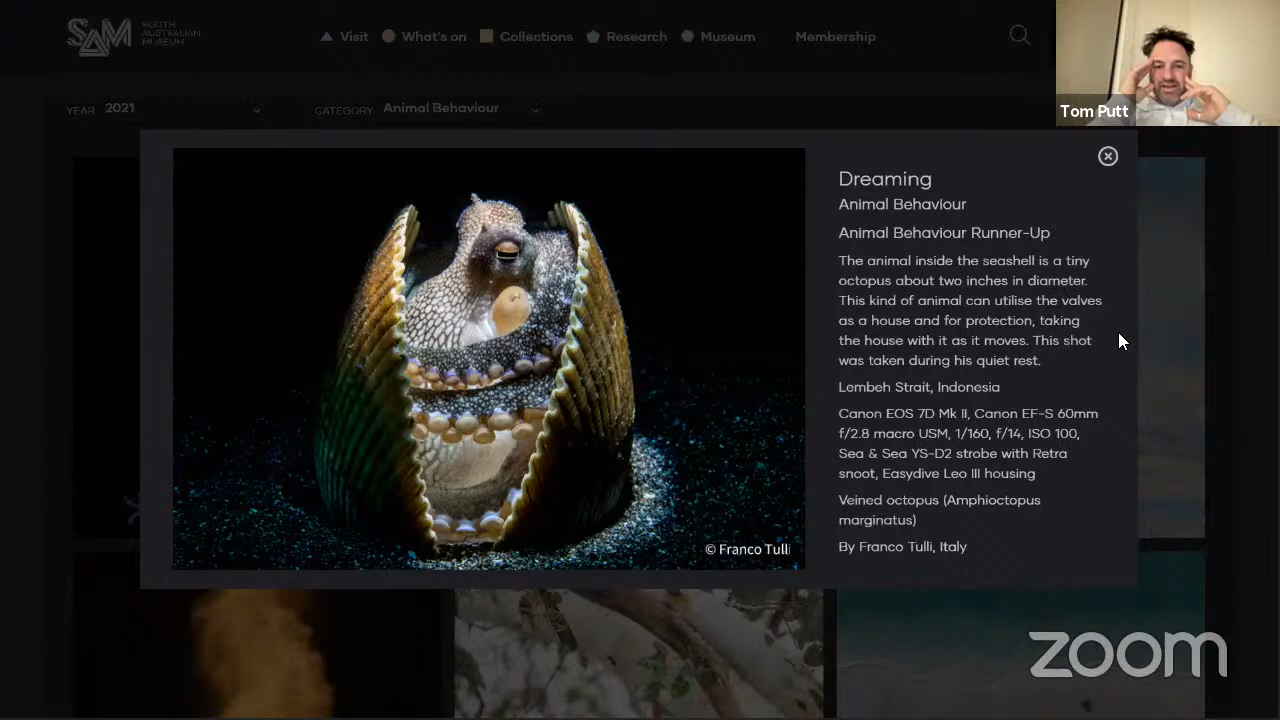 SAM
SOUTH
AUSTRALIAN
MUSEUM
Visit
What's on
Collections
Research
Museum
Membership
Tom Putt
YEAR 2021
CATEGORY Animal Behaviour
Dreaming
Animal Behaviour
Animal Behaviour Runner-Up
The animal inside the seashell is a tiny
octopus about two inches in diameter.
This kind of animal can utilise the valves
as a house and for protection, taking
the house with it as it moves. This shot
was taken during his quiet rest.
Lembeh Strait, Indonesia
Canon EOS 7D Mk II, Canon EF-S 60mm
f/2.8 macro USM, 1/160, f/14, ISO 100,
Sea & Sea YS-D2 strobe with Retra
snoot, Easydive Leo III housing
Veined octopus (Amphioctopus
marginatus)
By Franco Tulli, Italy
© Franco Tulli
zoom